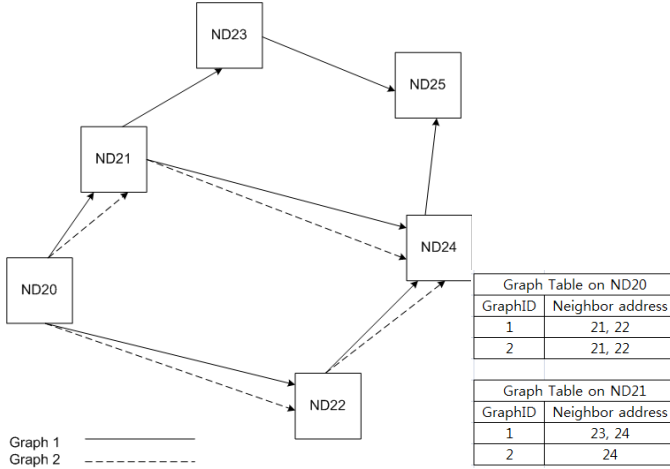 ND23
ND25
ND21
ND24
ND20
ND22
Graph 1
Graph 2
Graph Table on ND20
GraphID Neighbor address
1 21, 22
2 21, 22
Graph Table on ND21
GraphID Neighbor address
1 23, 24
2 24